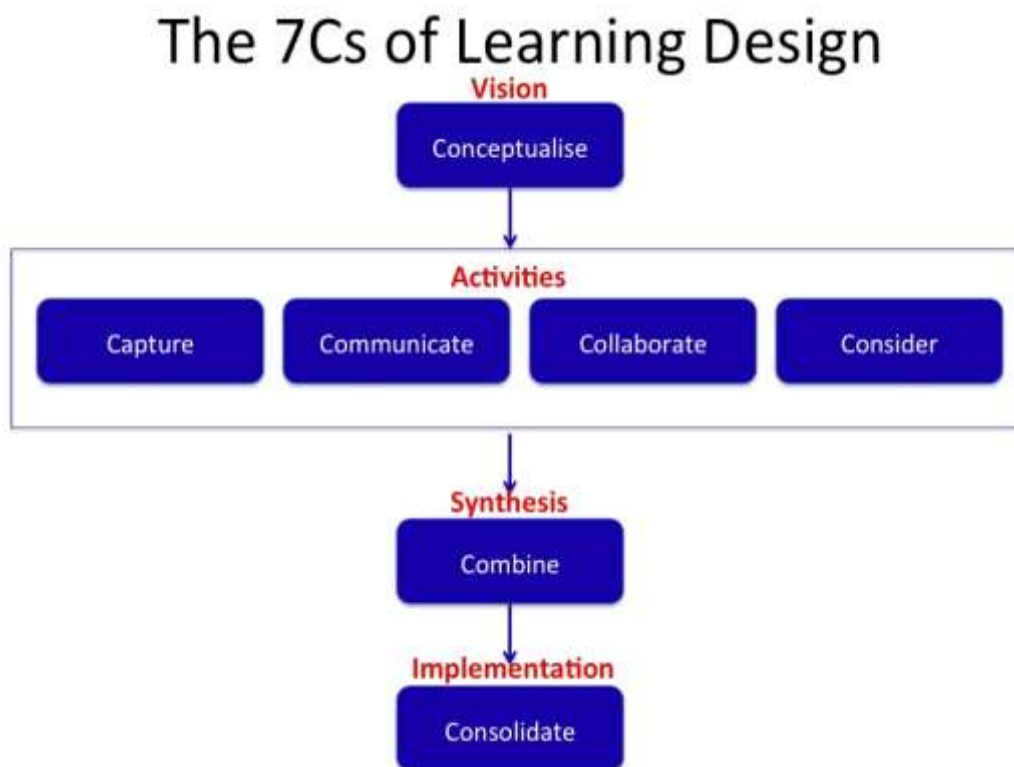 The 7Cs of Learning Design
Vision
Conceptualise
Activities
Capture
Communicate
Collaborate
Consider
Synthesis
Combine
Implementation
Consolidate